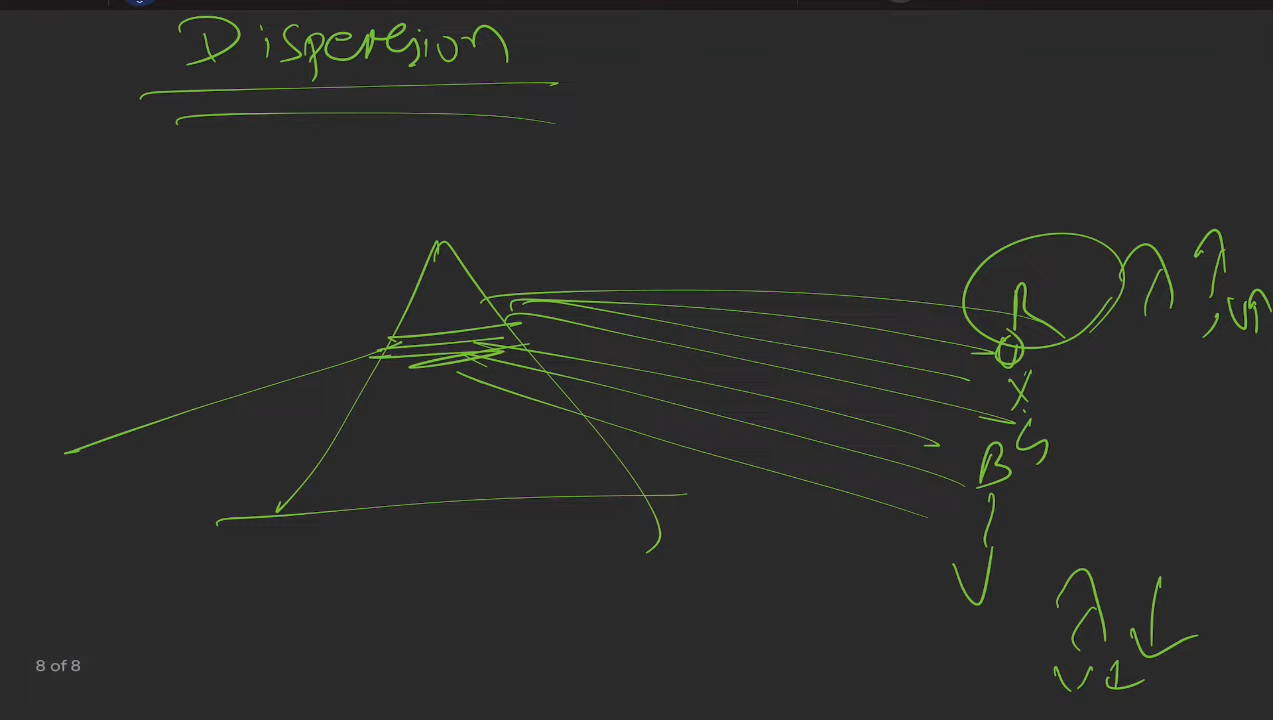 Dispersion
R λ ↑, v↑
O
Y
G
B
I
V
λ ↓
v ↓
8 of 8